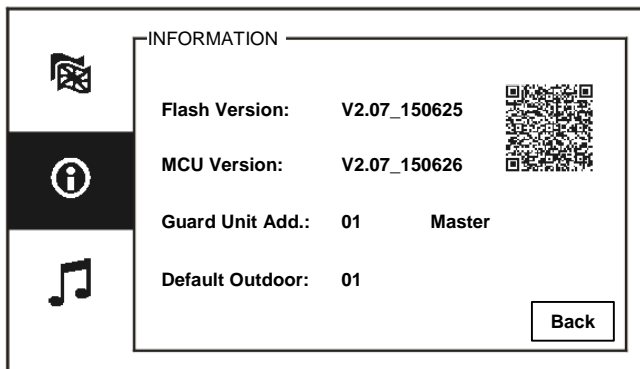 INFORMATION
Flash Version: V2.07_150625
MCU Version: V2.07_150626
Guard Unit Add.: 01 Master
Default Outdoor: 01
Back